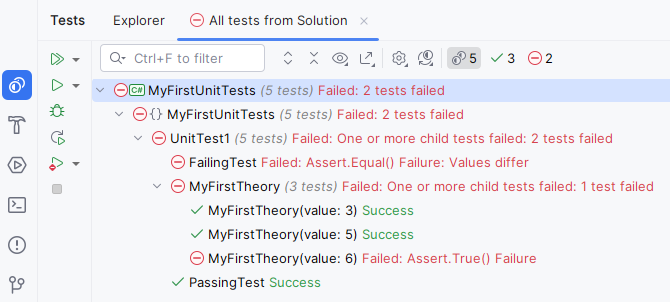 Tests Explorer All tests from Solution
Ctrl+F to filter 5 3 2
C# MyFirstUnitTests (5 tests) Failed: 2 tests failed
{} MyFirstUnitTests (5 tests) Failed: 2 tests failed
UnitTest1 (5 tests) Failed: One or more child tests failed: 2 tests failed
FailingTest Failed: Assert.Equal() Failure: Values differ
MyFirstTheory (3 tests) Failed: One or more child tests failed: 1 test failed
MyFirstTheory(value: 3) Success
MyFirstTheory(value: 5) Success
MyFirstTheory(value: 6) Failed: Assert.True() Failure
PassingTest Success